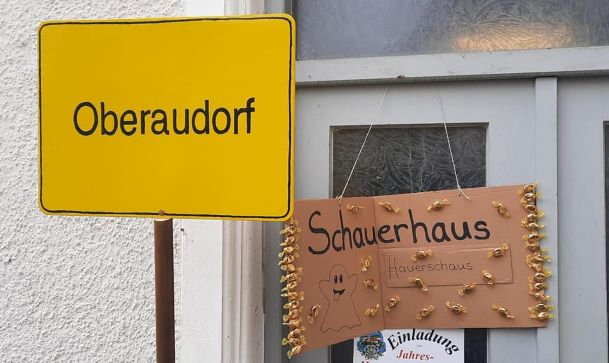 Oberaudorf
Schauerhaus
Hauerschaus
Einladung
Jahres-